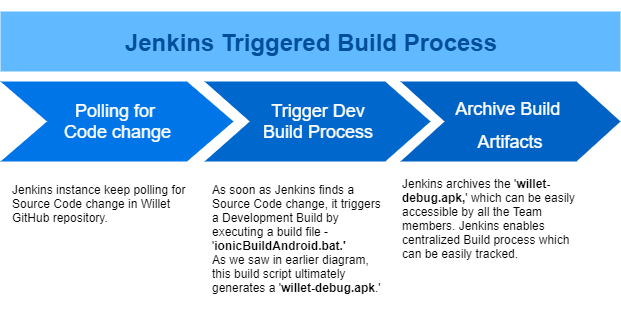 Jenkins Triggered Build Process
Polling for
Code change
Trigger Dev
Build Process
Archive Build
Artifacts
Jenkins instance keep polling for
Source Code change in Willet
GitHub repository.
As soon as Jenkins finds a
Source Code change, it triggers
a Development Build by
executing a build file -
'ionicBuildAndroid.bat.'
As we saw in earlier diagram,
this build script ultimately
generates a 'willet-debug.apk.'
Jenkins archives the 'willet-
debug.apk,' which can be easily
accessible by all the Team
members. Jenkins enables
centralized Build process which
can be easily tracked.